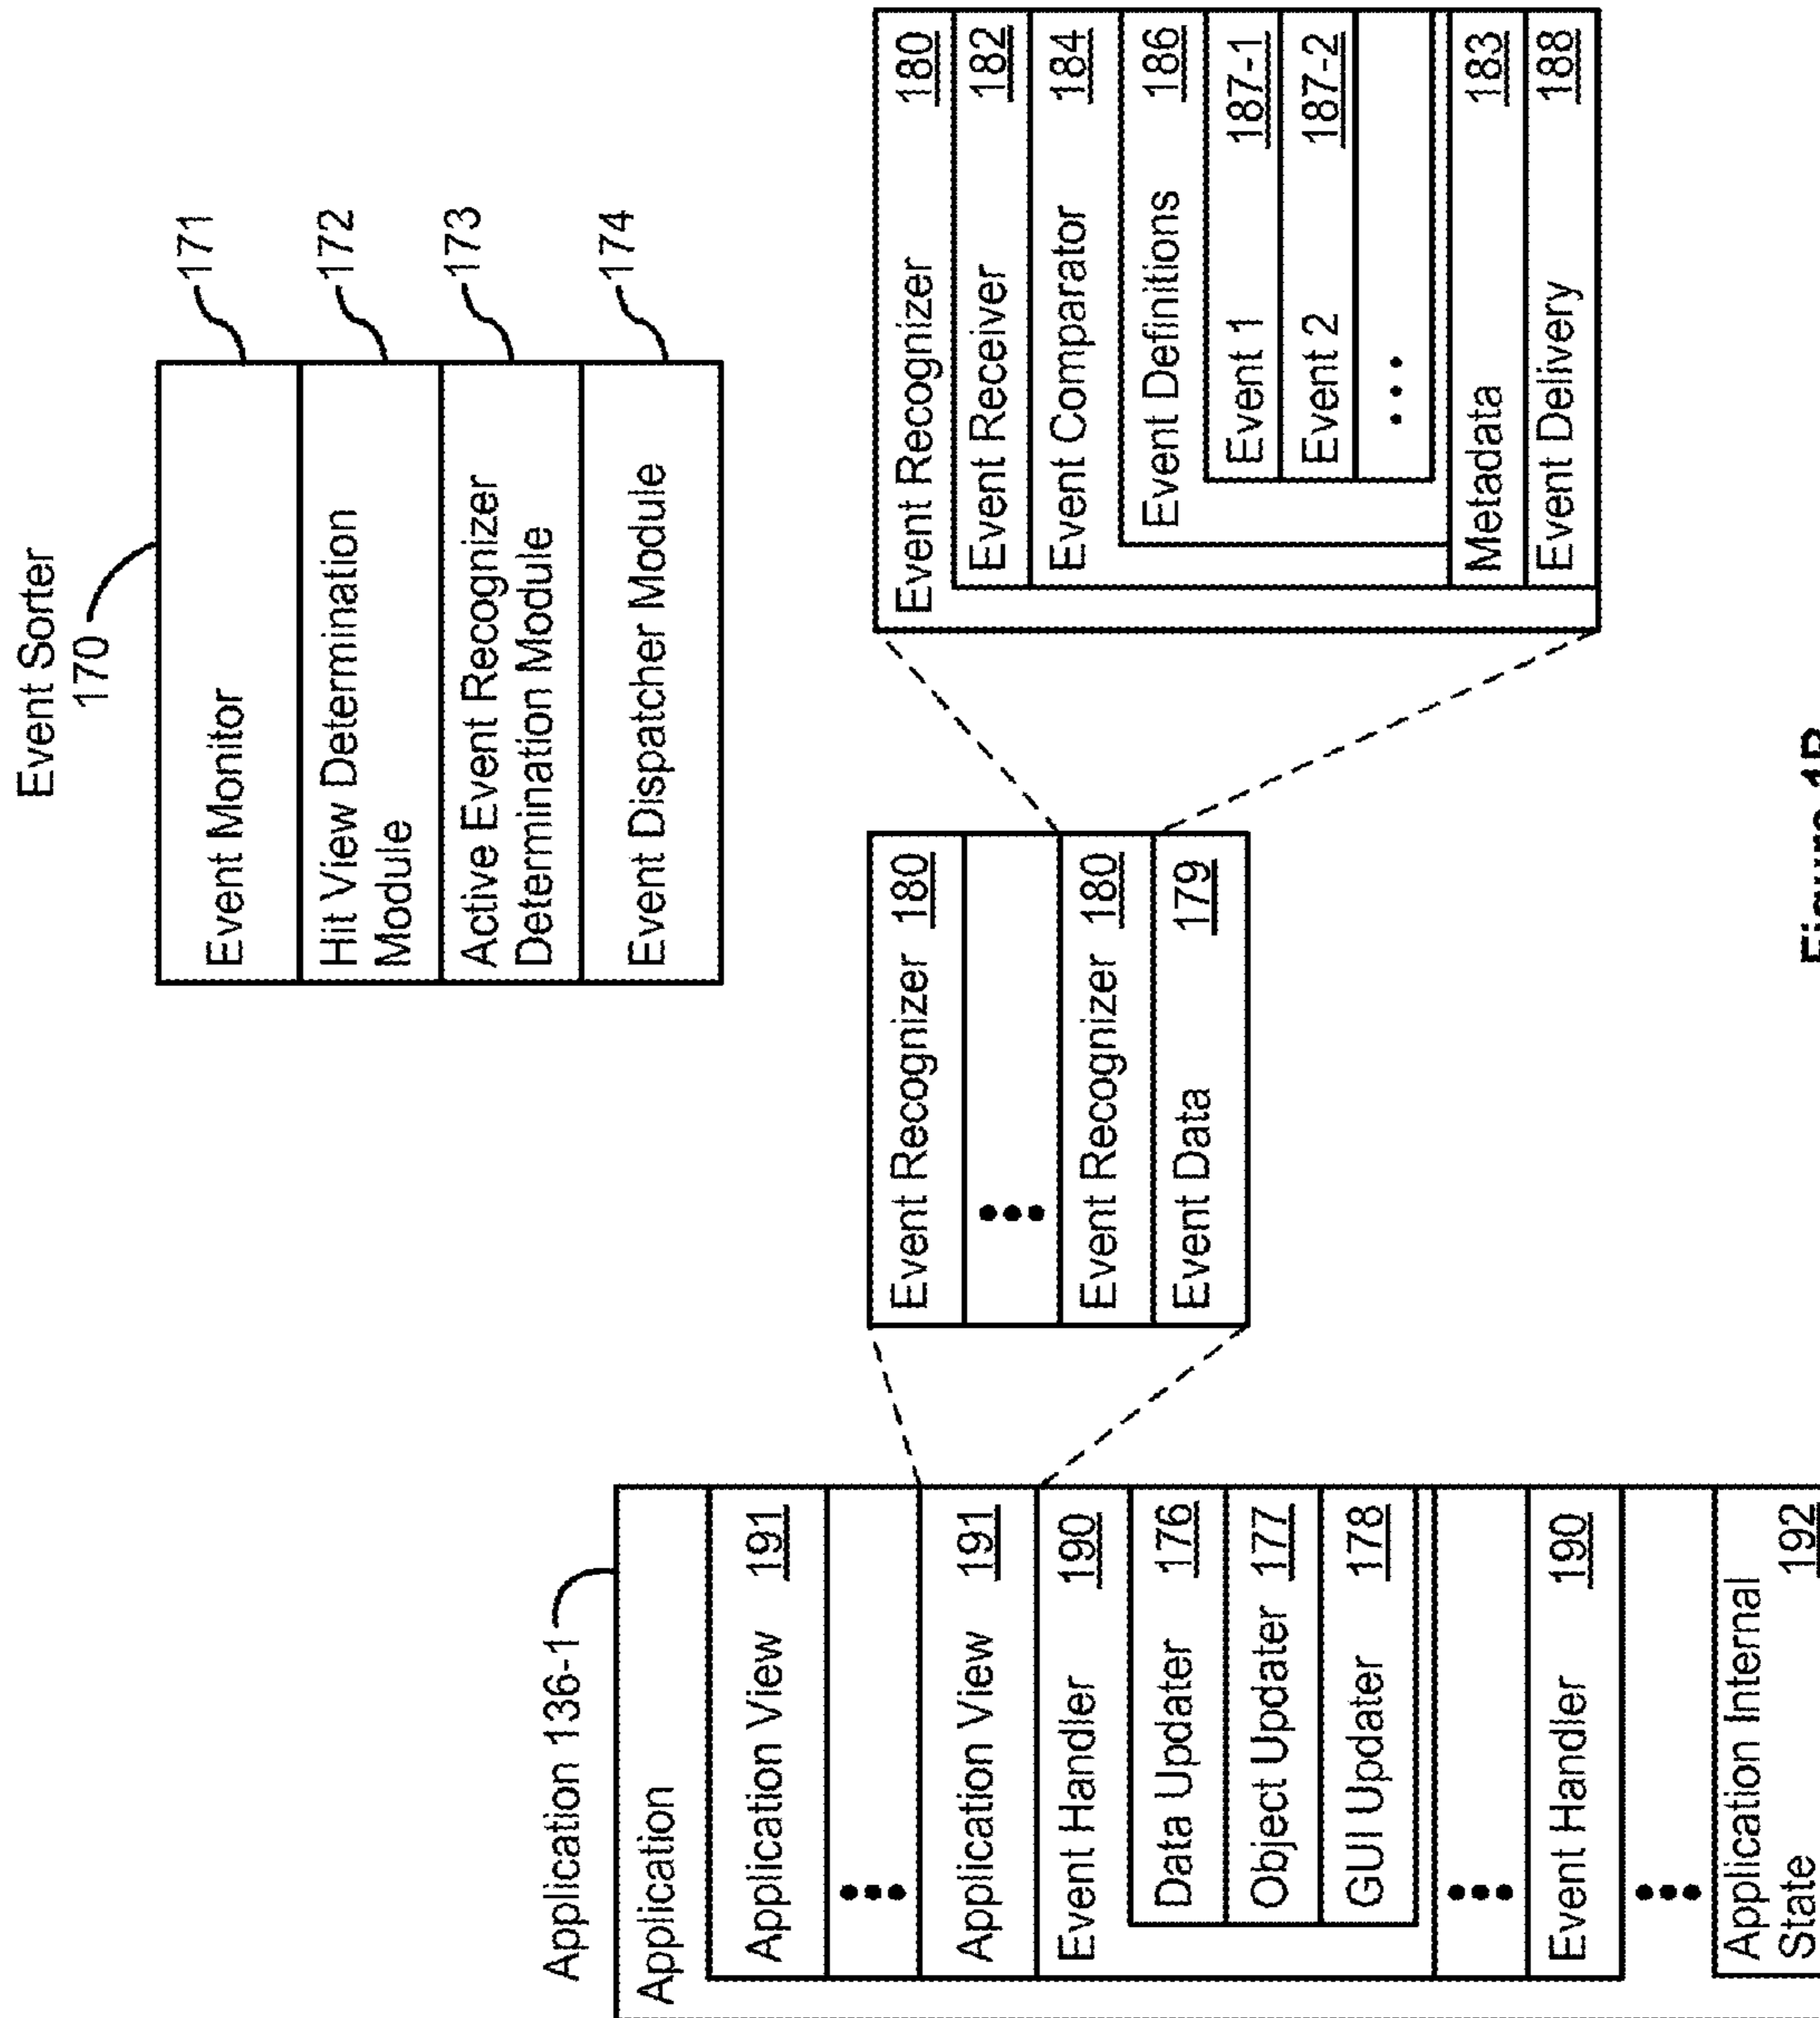 Event Sorter
170
Event Monitor
171
Hit View Determination
Module
172
Active Event Recognizer
Determination Module
173
Event Dispatcher Module
174
Application 136-1
Application
Application View 191
•••
Application View 191
Event Handler 190
Data Updater 176
Object Updater 177
GUI Updater 178
•••
Event Handler 190
•••
Application Internal
State 192
Event Recognizer 180
•••
Event Recognizer 180
Event Data 179
Event Recognizer 180
Event Receiver 182
Event Comparator 184
Event Definitions 186
Event 1 187-1
Event 2 187-2
•••
Metadata 183
Event Delivery 188
Figure 1B